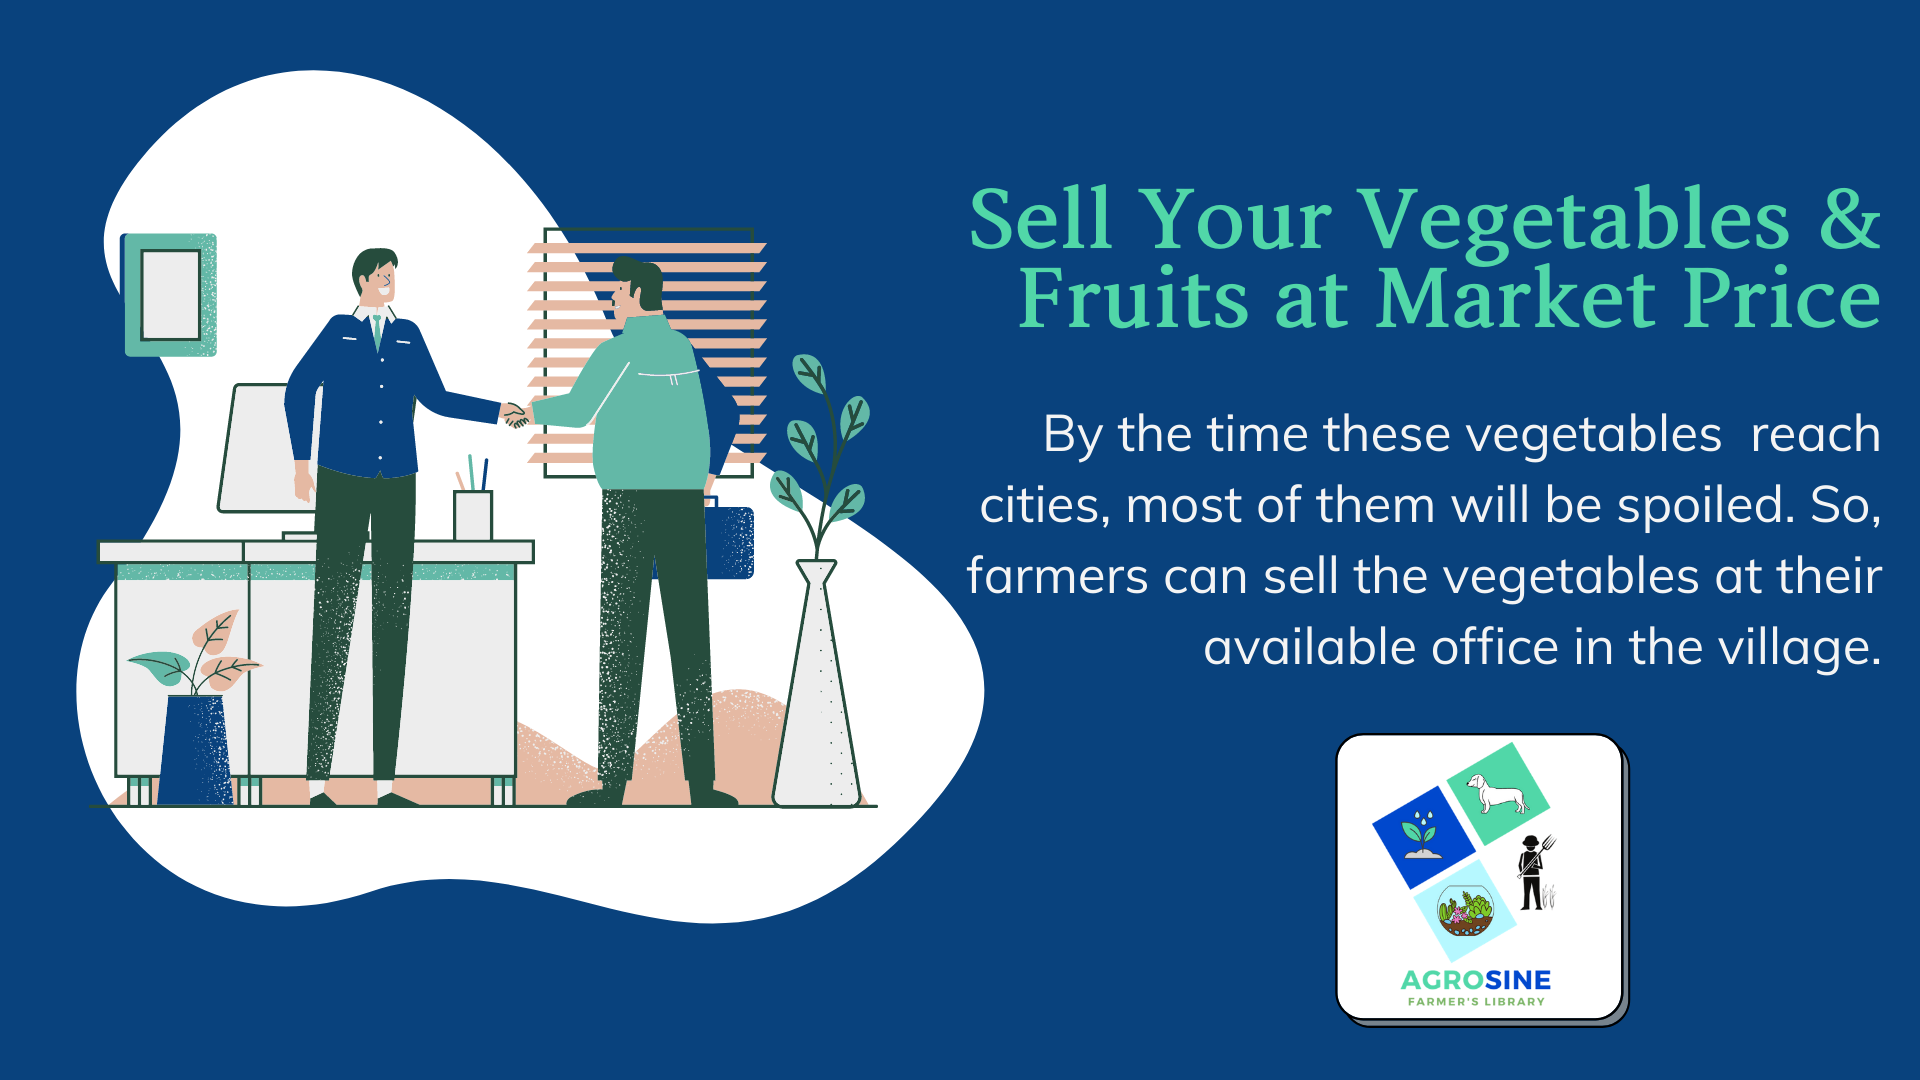 Sell Your Vegetables &
Fruits at Market Price
By the time these vegetables  reach
cities, most of them will be spoiled. So,
farmers can sell the vegetables at their
available office in the village.
AGROSINE
FARMER'S LIBRARY